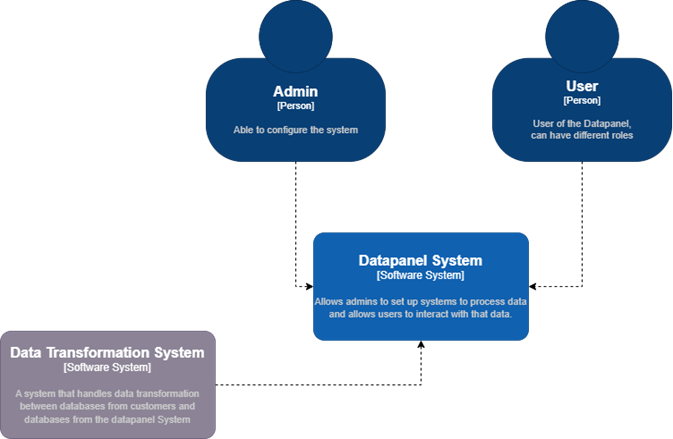 Admin
[Person]
Able to configure the system
User
[Person]
User of the Datapanel,
can have different roles
Datapanel System
[Software System]
Allows admins to set up systems to process data
and allows users to interact with that data.
Data Transformation System
[Software System]
A system that handles data transformation
between databases from customers and
databases from the datapanel System